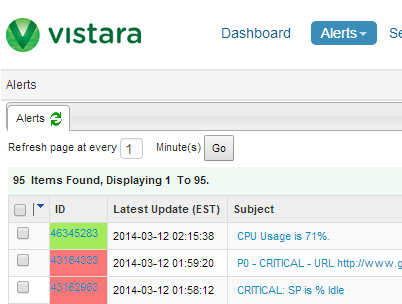 vistara Dashboard Alerts Se
Alerts
Alerts
Refresh page at every 1 Minute(s) Go
95 Items Found, Displaying 1 To 95.
ID Latest Update (EST) Subject
46345283 2014-03-12 02:15:38 CPU Usage is 71%.
43164333 2014-03-12 01:59:20 P0 - CRITICAL - URL http://www.g
43162983 2014-03-12 01:58:12 CRITICAL: SP is % Idle